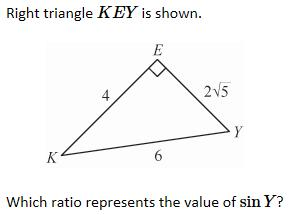 Right triangle KEY is shown.
E
4
2√5
K
Y
6
Which ratio represents the value of sin Y?